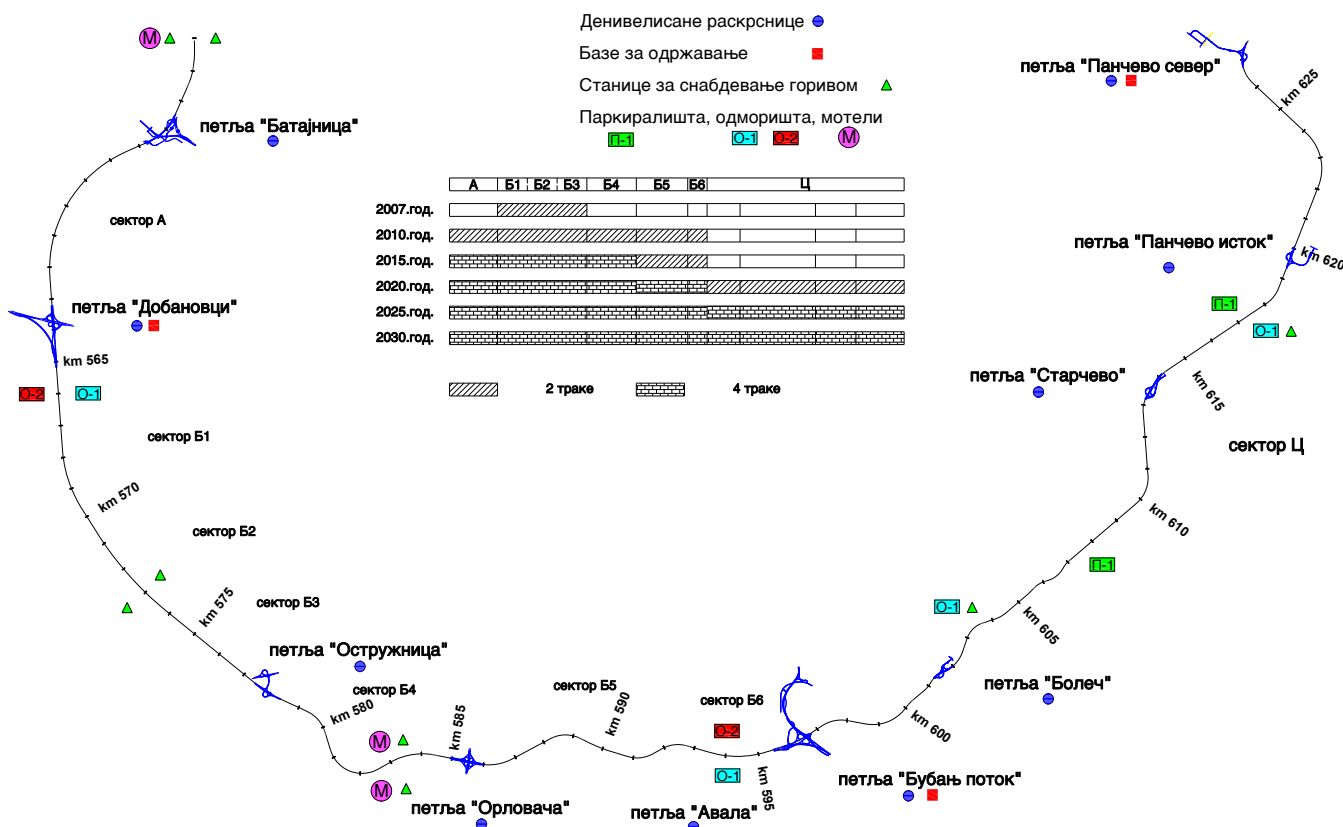 Денивелисане раскрснице
Базе за одржавање
Станице за снабдевање горивом
Паркиралишта, одморишта, мотели
П-1 О-1 О-2 М
М
петља "Батајница"
сектор А
петља "Добановци"
km 565
О-2 О-1
сектор Б1
km 570
сектор Б2
km 575
сектор Б3
петља "Остружница"
сектор Б4
km 580
М
М
km 585
петља "Орловача"
сектор Б5
km 590
петља "Авала"
сектор Б6
О-2
О-1
km 595
петља "Бубањ поток"
km 600
петља "Болеч"
О-1
km 605
П-1
km 610
сектор Ц
петља "Старчево"
km 615
О-1
П-1
петља "Панчево исток"
km 620
km 625
петља "Панчево север"
А Б1 Б2 Б3 Б4 Б5 Б6 Ц
2007.год.
2010.год.
2015.год.
2020.год.
2025.год.
2030.год.
2 траке 4 траке